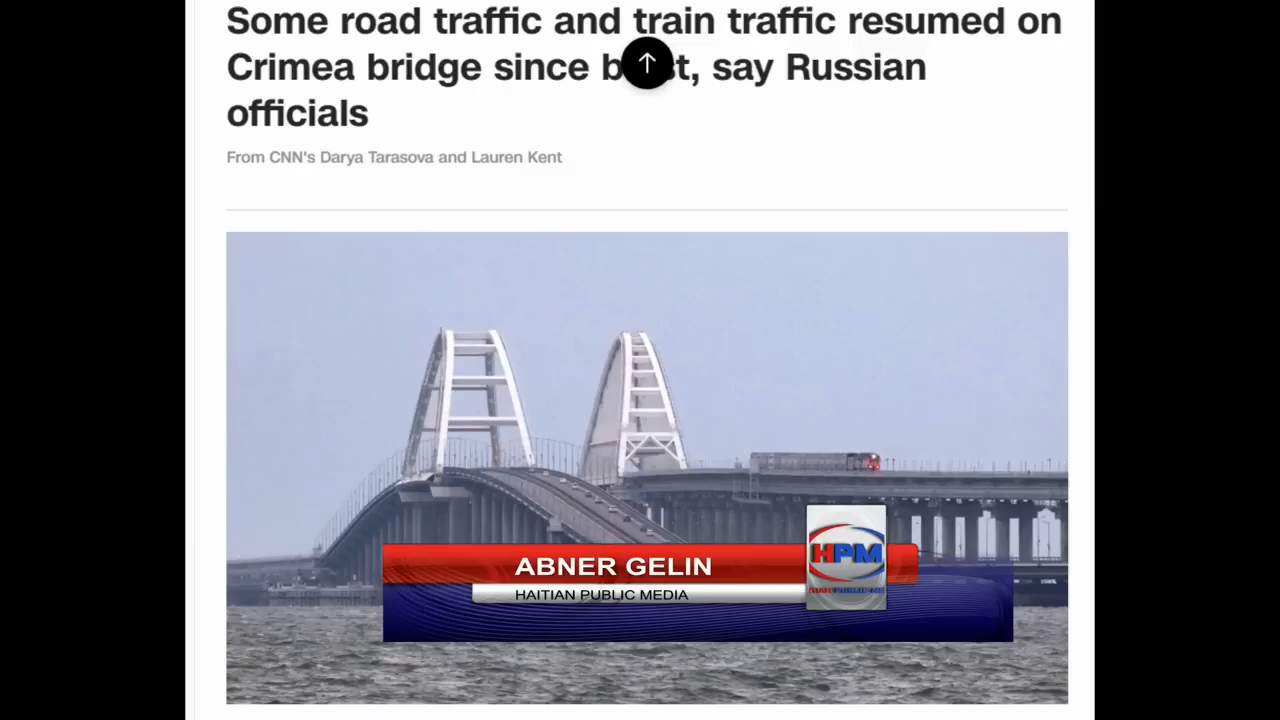 Some road traffic and train traffic resumed on
Crimea bridge since b st, say Russian
officials
From CNN's Darya Tarasova and Lauren Kent
HPM
ABNER GELIN
HAITIAN PUBLIC MEDIA